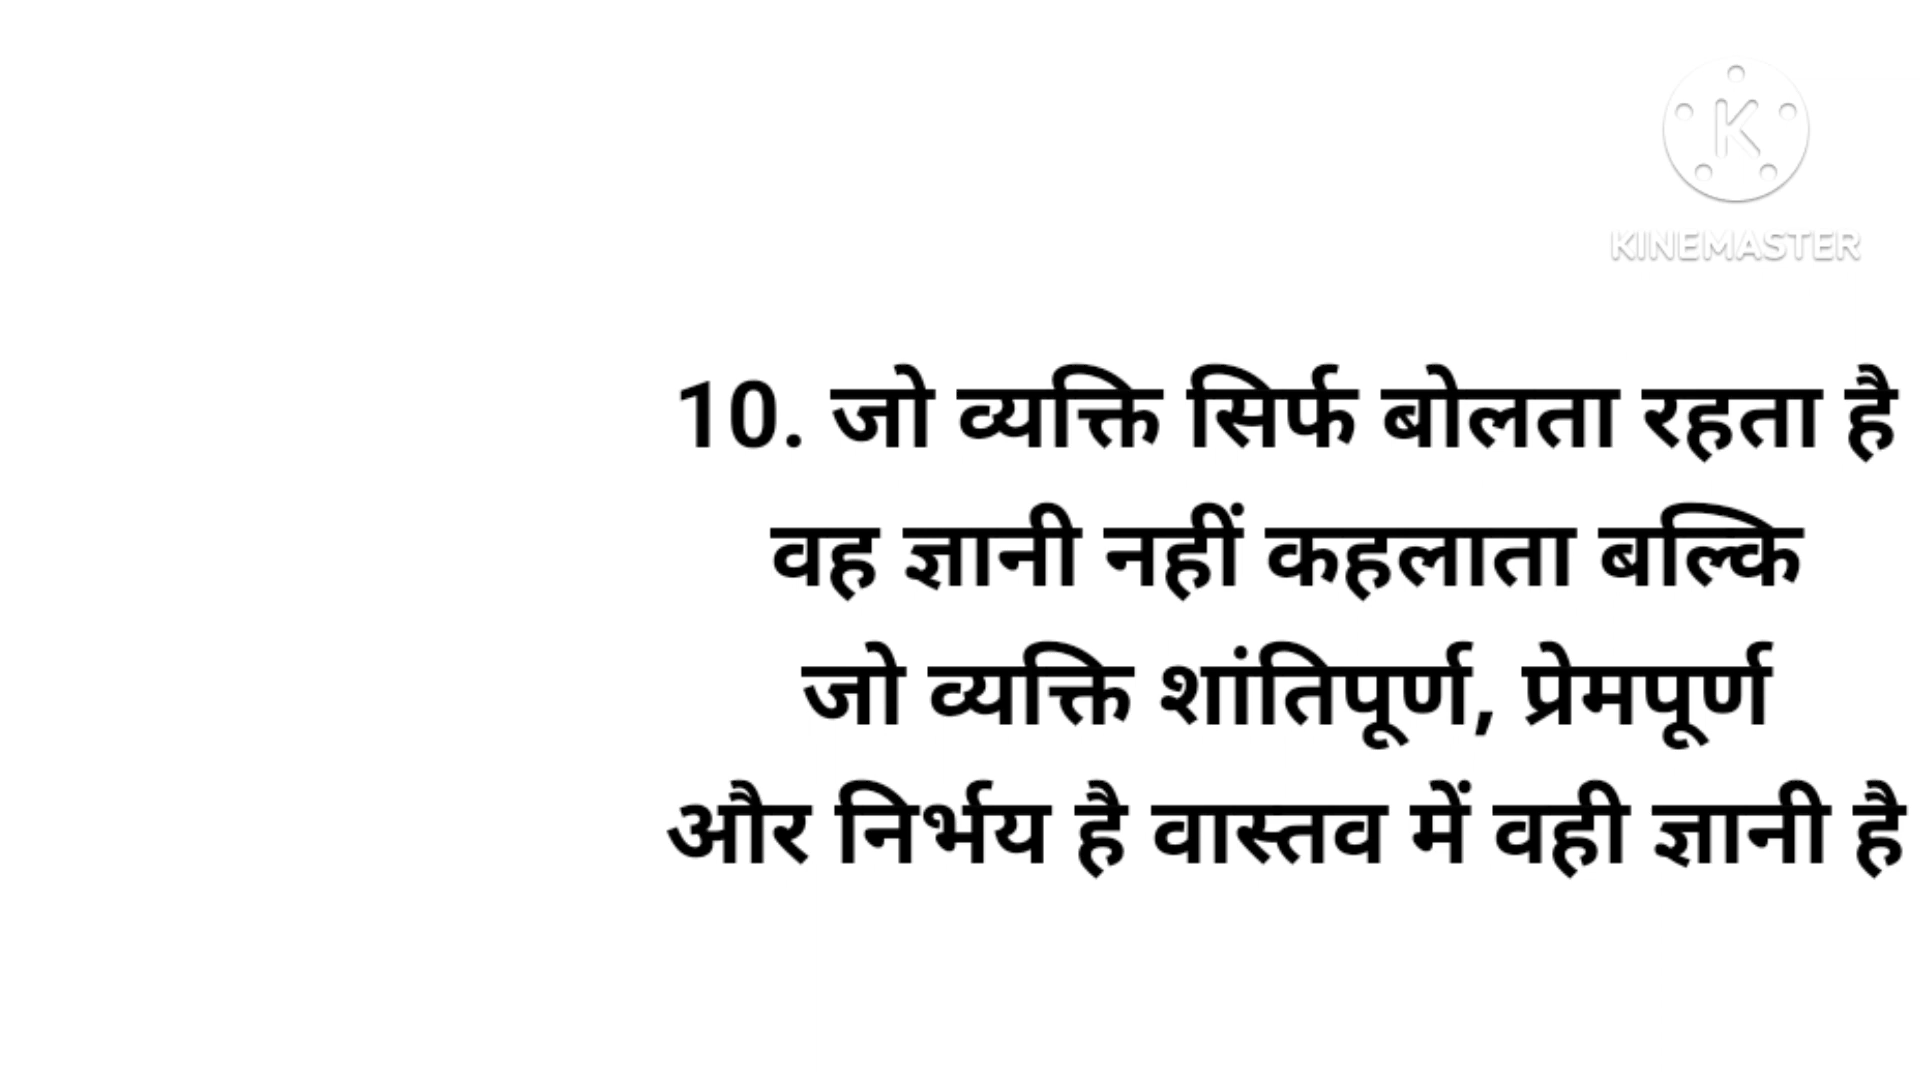 K
KINEMASTER
10. जो व्यक्ति सिर्फ बोलता रहता है
वह ज्ञानी नहीं कहलाता बल्कि
जो व्यक्ति शांतिपूर्ण, प्रेमपूर्ण
और निर्भय है वास्तव में वही ज्ञानी है